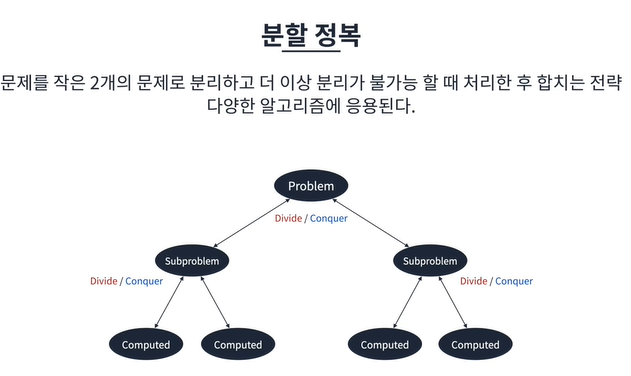 분할 정복
문제를 작은 2개의 문제로 분리하고 더 이상 분리가 불가능 할 때 처리한 후 합치는 전략
다양한 알고리즘에 응용된다.
Problem
Divide / Conquer
Subproblem
Subproblem
Divide / Conquer
Divide / Conquer
Computed
Computed
Computed
Computed